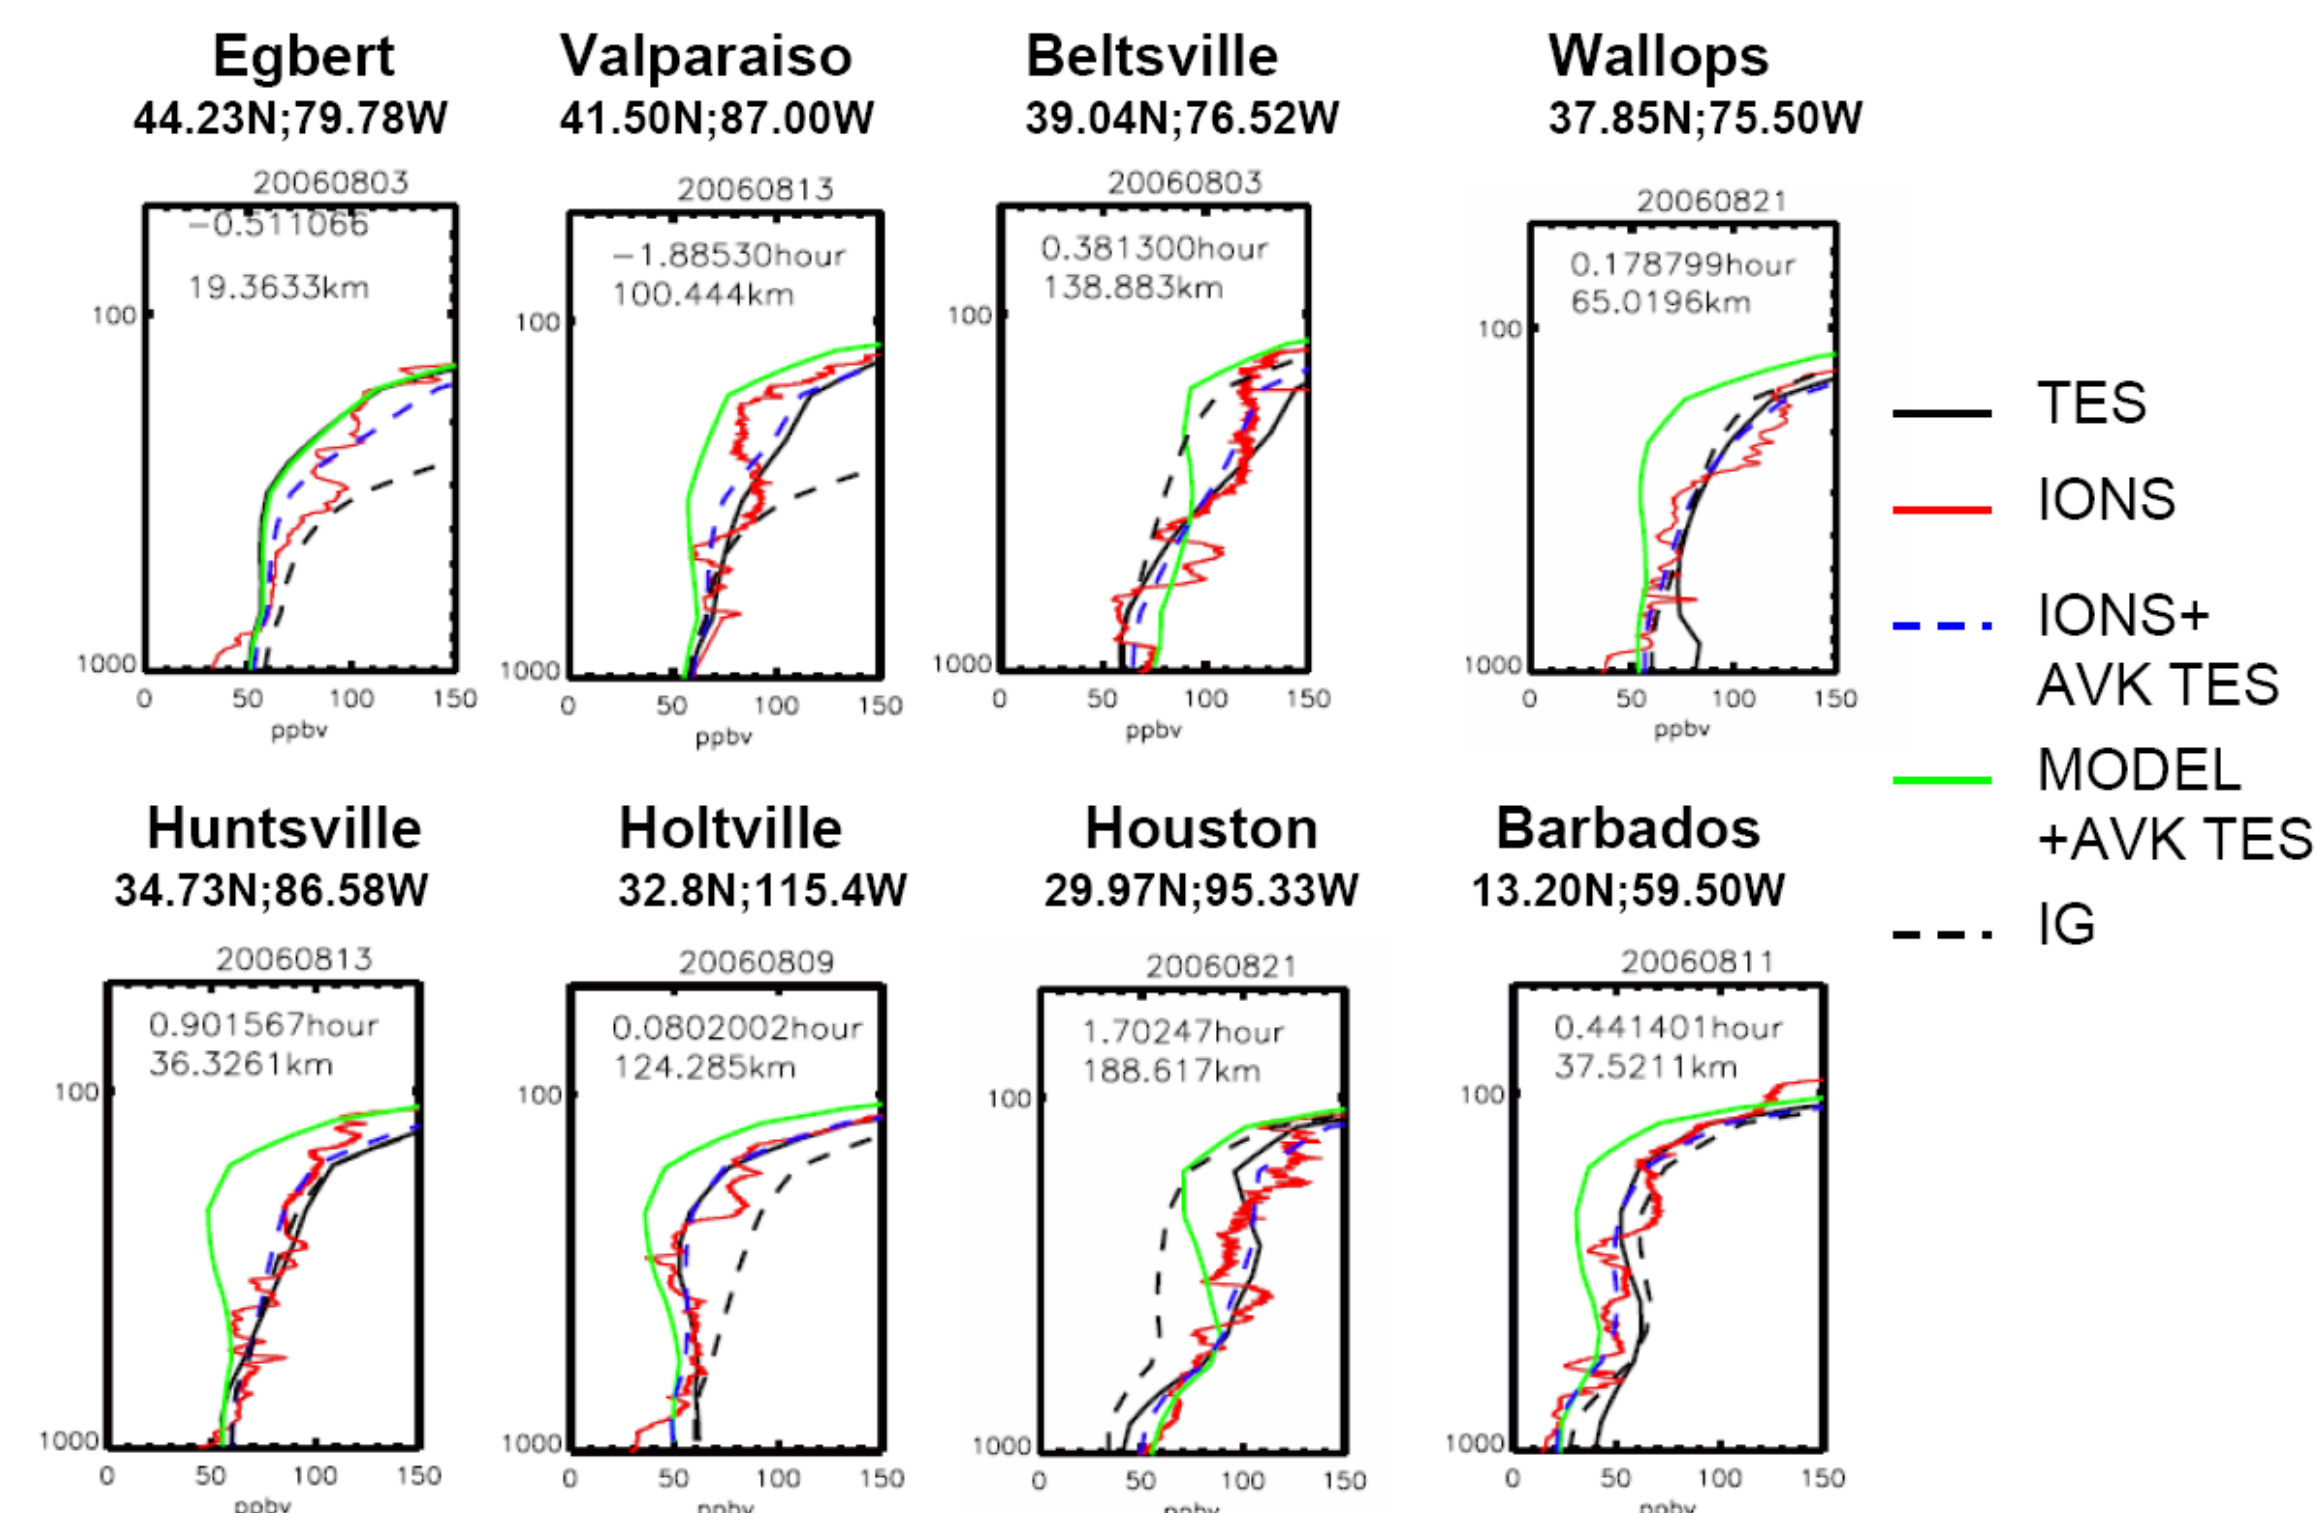 Egbert
44.23N;79.78W
Valparaiso
41.50N;87.00W
Beltsville
39.04N;76.52W
Wallops
37.85N;75.50W
20060803
-0.511066
19.3633km
100
1000
0 50 100 150
ppbv
20060813
-1.88530hour
100.444km
100
1000
0 50 100 150
ppbv
20060803
0.381300hour
138.883km
100
1000
0 50 100 150
ppbv
20060821
0.178799hour
65.0196km
100
1000
0 50 100 150
ppbv
TES
IONS
IONS+
AVK TES
MODEL
+AVK TES
IG
Huntsville
34.73N;86.58W
Holtville
32.8N;115.4W
Houston
29.97N;95.33W
Barbados
13.20N;59.50W
20060813
0.901567hour
36.3261km
100
1000
0 50 100 150
ppbv
20060809
0.0802002hour
124.285km
100
1000
0 50 100 150
ppbv
20060821
1.70247hour
188.617km
100
1000
0 50 100 150
ppbv
20060811
0.441401hour
37.5211km
100
1000
0 50 100 150
ppbv